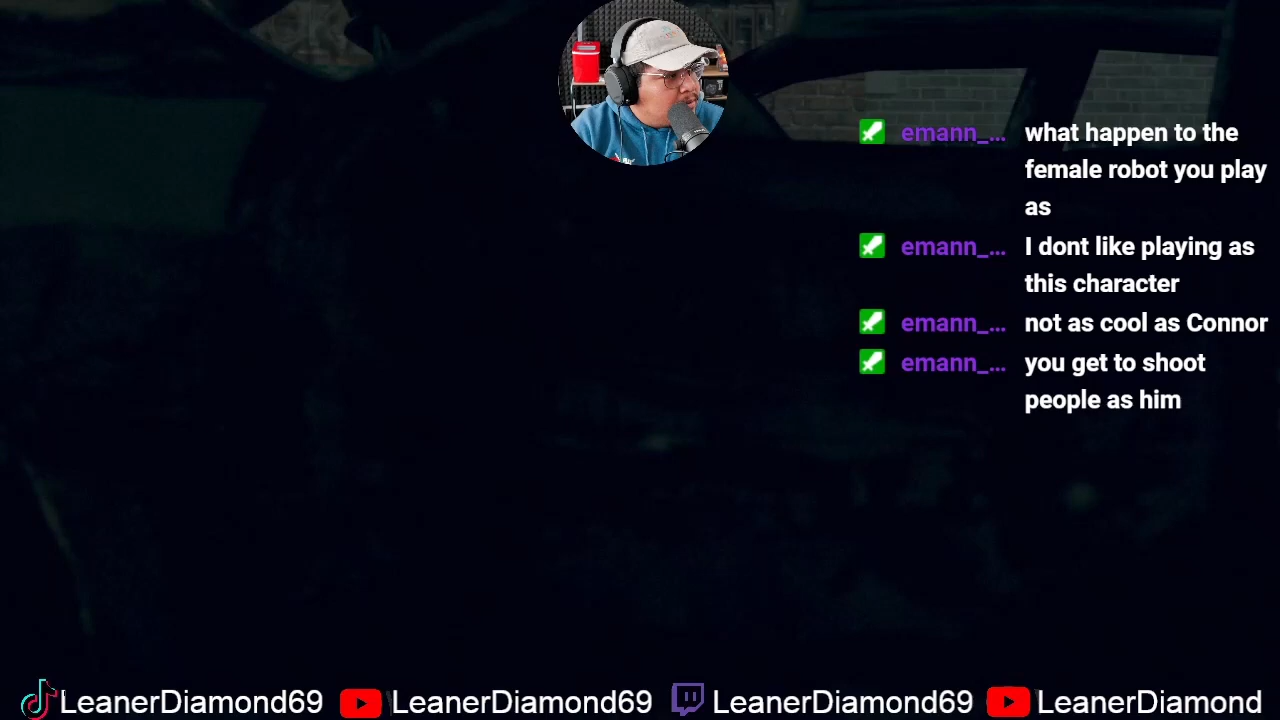 emann_... what happen to the
female robot you play
as
emann_... I dont like playing as
this character
emann_... not as cool as Connor
emann_... you get to shoot
people as him
LeanerDiamond69 LeanerDiamond69 LeanerDiamond69 LeanerDiamond